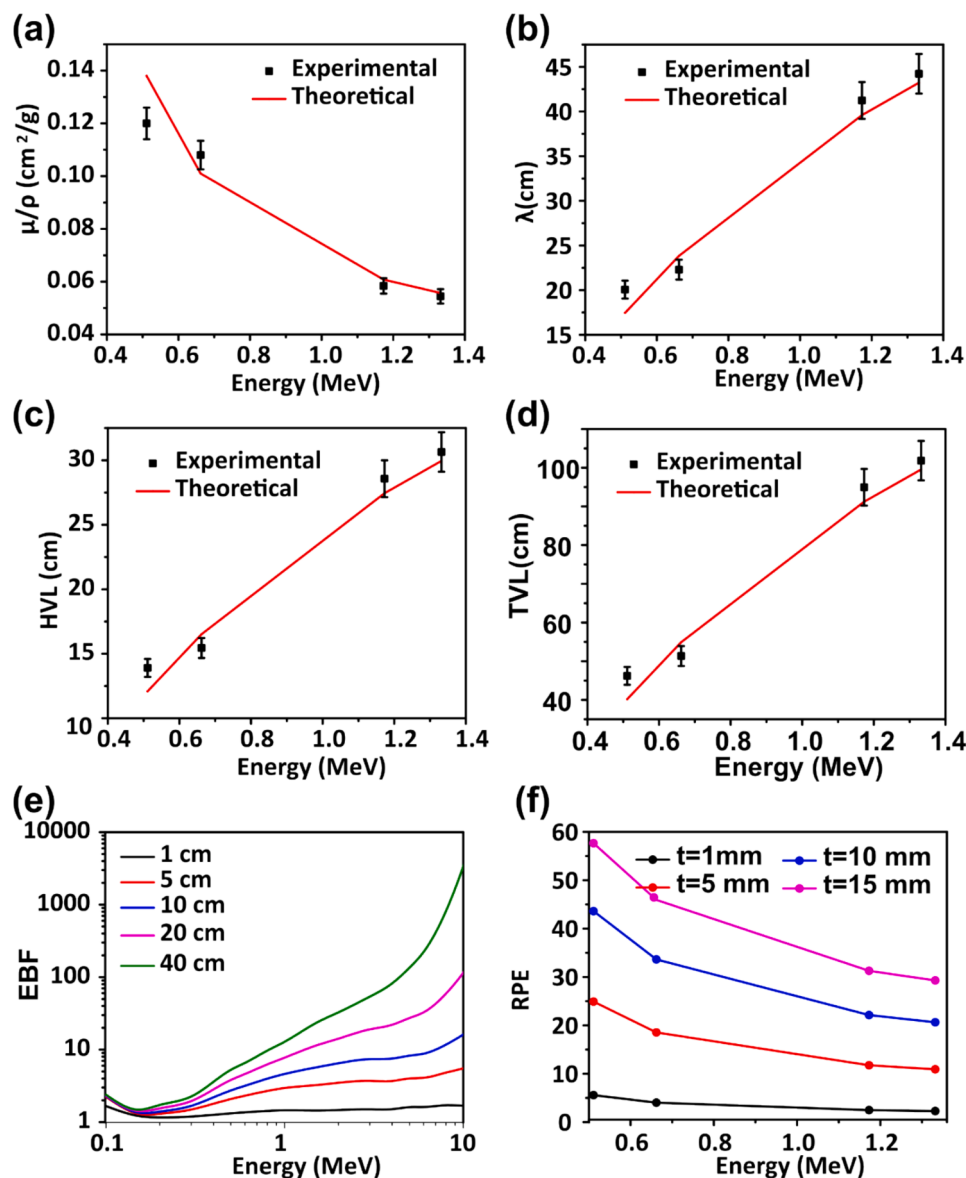 (a)
Experimental
Theoretical
0.14
0.12
0.10
0.08
0.06
0.04
μ/ρ (cm ²/g)
0.4 0.6 0.8 1.0 1.2 1.4
Energy (MeV)
(b)
Experimental
Theoretical
45
40
35
30
25
20
15
λ(cm)
0.4 0.6 0.8 1.0 1.2 1.4
Energy (MeV)
(c)
Experimental
Theoretical
30
25
20
15
10
HVL (cm)
0.4 0.6 0.8 1.0 1.2 1.4
Energy (MeV)
(d)
Experimental
Theoretical
100
80
60
40
TVL(cm)
0.4 0.6 0.8 1.0 1.2 1.4
Energy (MeV)
(e)
10000
1000
100
10
1
EBF
1 cm
5 cm
10 cm
20 cm
40 cm
0.1 1 10
Energy (MeV)
(f)
60
50
40
30
20
10
0
RPE
t=1mm t=10 mm
t=5 mm t=15 mm
0.6 0.8 1.0 1.2
Energy (MeV)